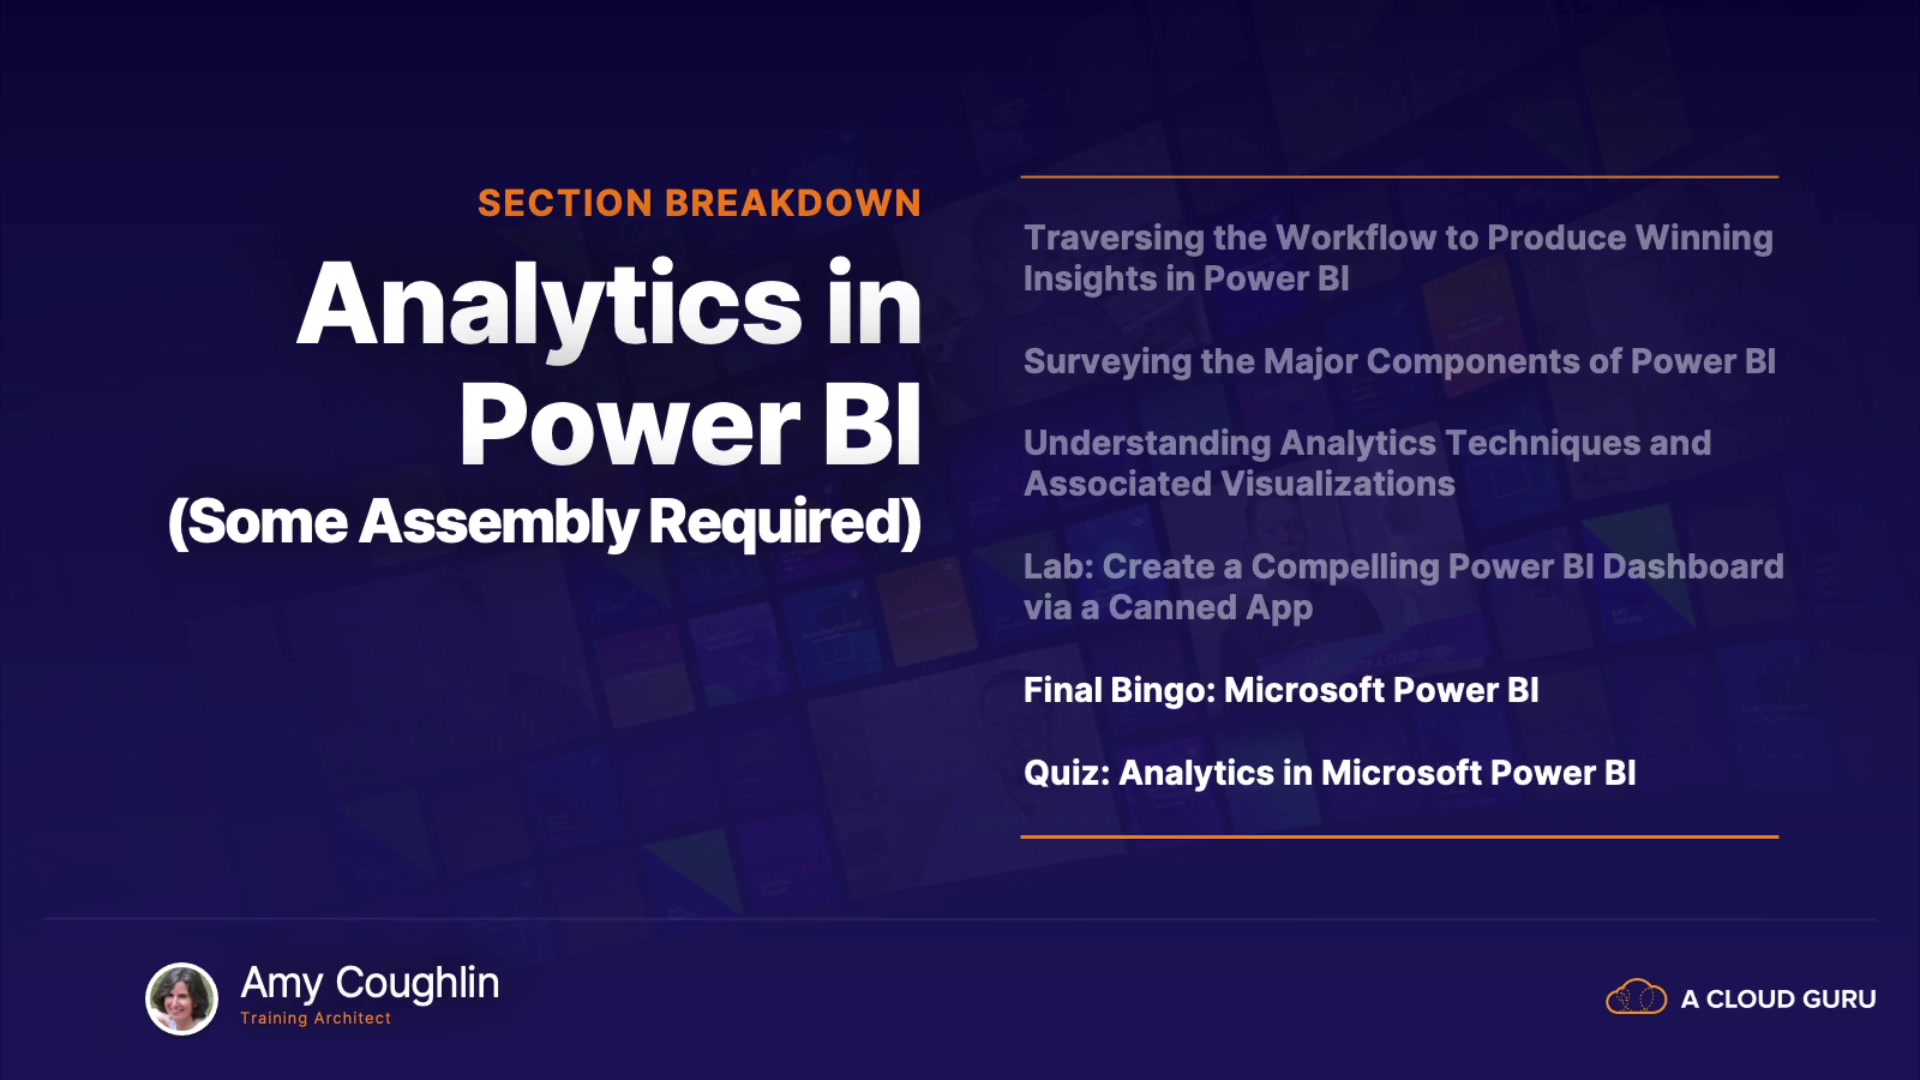 SECTION BREAKDOWN
Analytics in
Power BI
(Some Assembly Required)
Traversing the Workflow to Produce Winning
Insights in Power BI
Surveying the Major Components of Power BI
Understanding Analytics Techniques and
Associated Visualizations
Lab: Create a Compelling Power BI Dashboard
via a Canned App
Final Bingo: Microsoft Power BI
Quiz: Analytics in Microsoft Power BI
Amy Coughlin
Training Architect
A CLOUD GURU